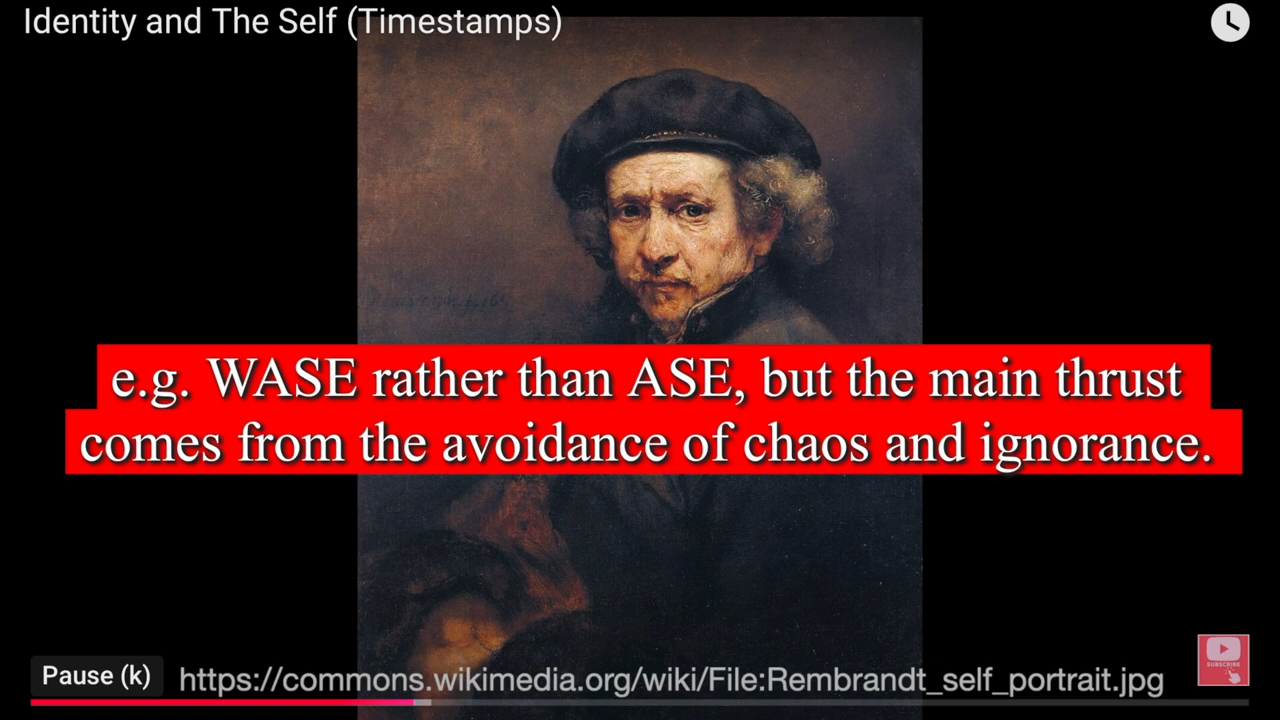 Identity and The Self (Timestamps)
e.g. WASE rather than ASE, but the main thrust
comes from the avoidance of chaos and ignorance.
Pause (k)
https://commons.wikimedia.org/wiki/File:Rembrandt_self_portrait.jpg
SUBSCRIBE